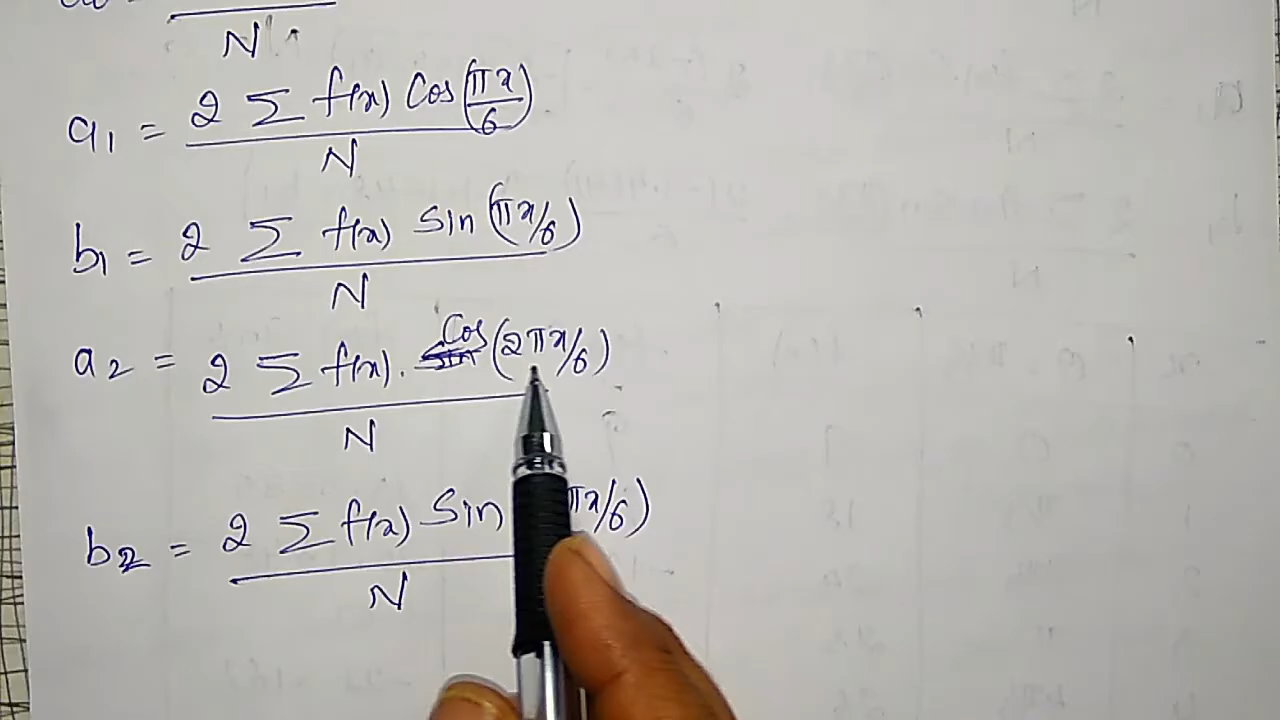 N
a₁ = 2 Σ f(x) Cos(πx/6) / N
b₁ = 2 Σ f(x) Sin(πx/6) / N
a₂ = 2 Σ f(x). Cos(2πx/6) / N
b₂ = 2 Σ f(x) Sin πx/6) / N